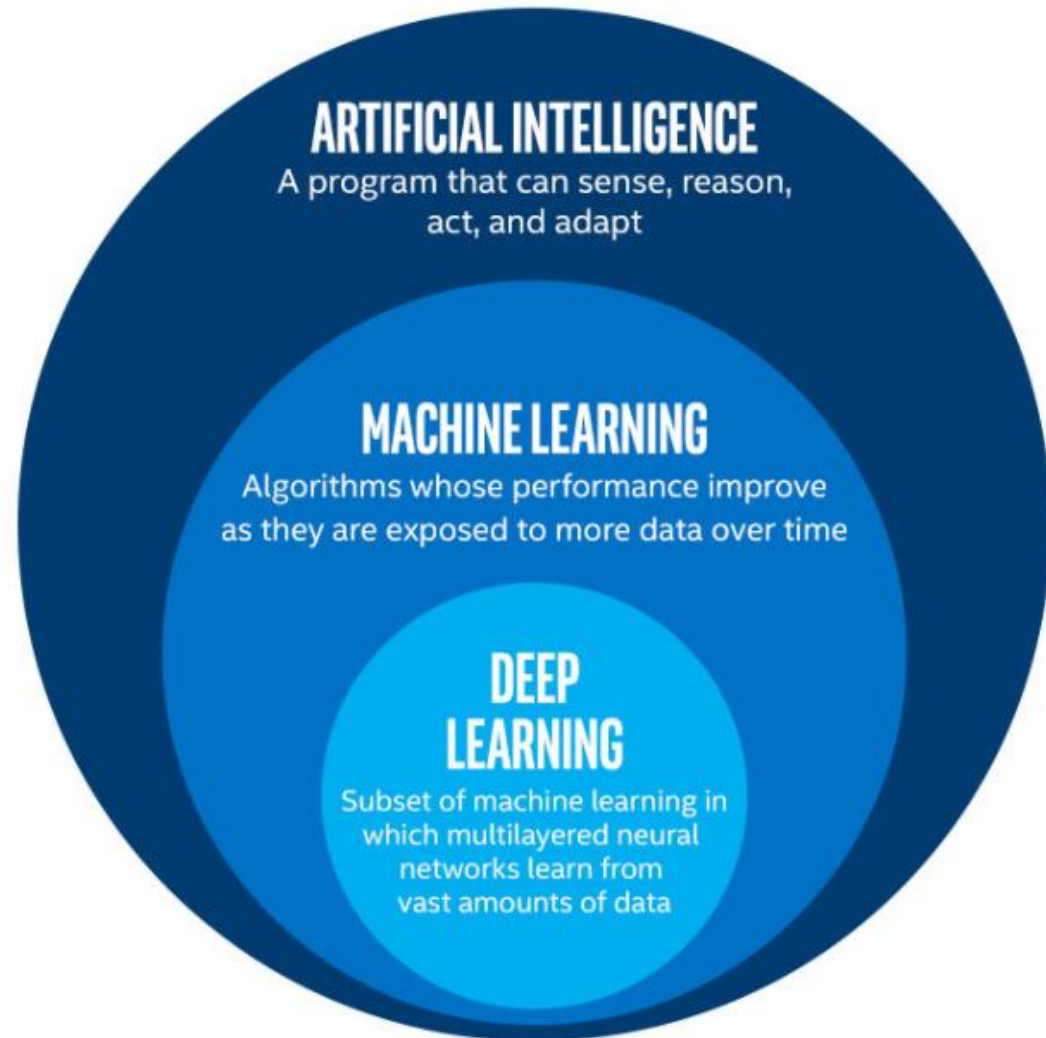 ARTIFICIAL INTELLIGENCE
A program that can sense, reason,
act, and adapt
MACHINE LEARNING
Algorithms whose performance improve
as they are exposed to more data over time
DEEP
LEARNING
Subset of machine learning in
which multilayered neural
networks learn from
vast amounts of data